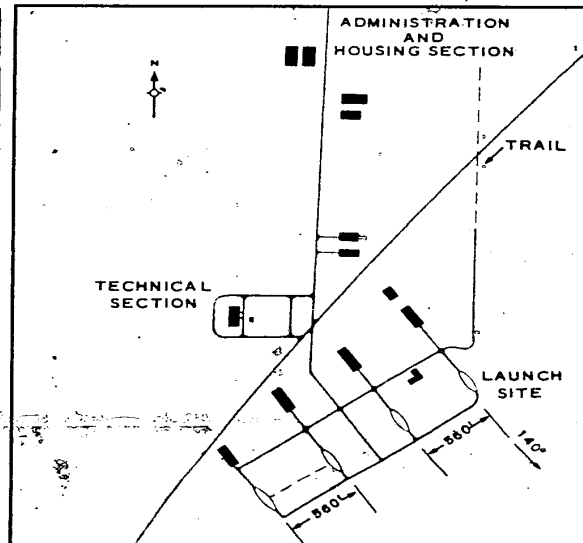 ADMINISTRATION
AND
HOUSING SECTION
N
TRAIL
TECHNICAL
SECTION
LAUNCH
SITE
560'
560'
140°